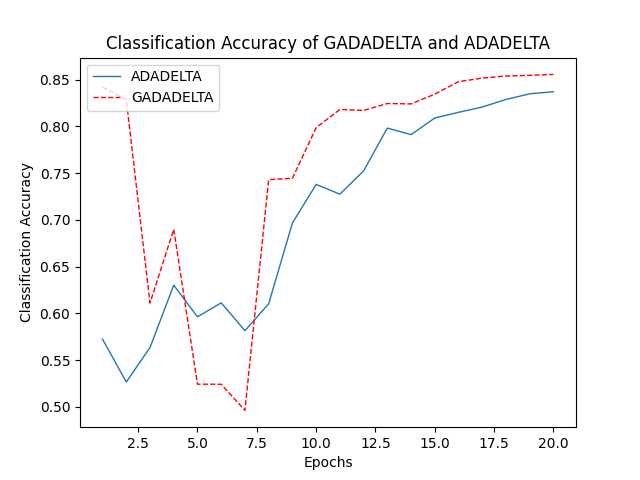 Classification Accuracy of GADADELTA and ADADELTA
ADADELTA
GADADELTA
Classification Accuracy
0.85
0.80
0.75
0.70
0.65
0.60
0.55
0.50
2.5 5.0 7.5 10.0 12.5 15.0 17.5 20.0
Epochs